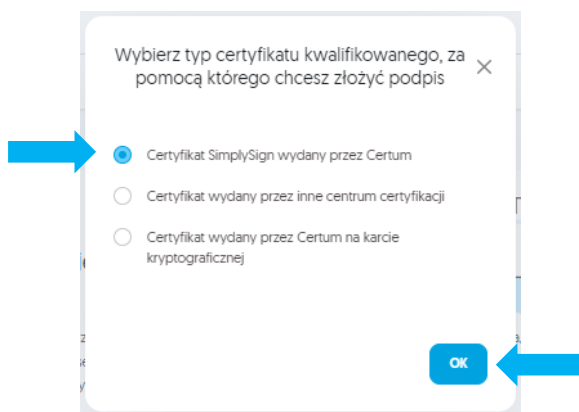 Wybierz typ certyfikatu kwalifikowanego, za
pomocą którego chcesz złożyć podpis
Certyfikat SimplySign wydany przez Certum
Certyfikat wydany przez inne centrum certyfikacji
Certyfikat wydany przez Certum na karcie
kryptograficznej
OK